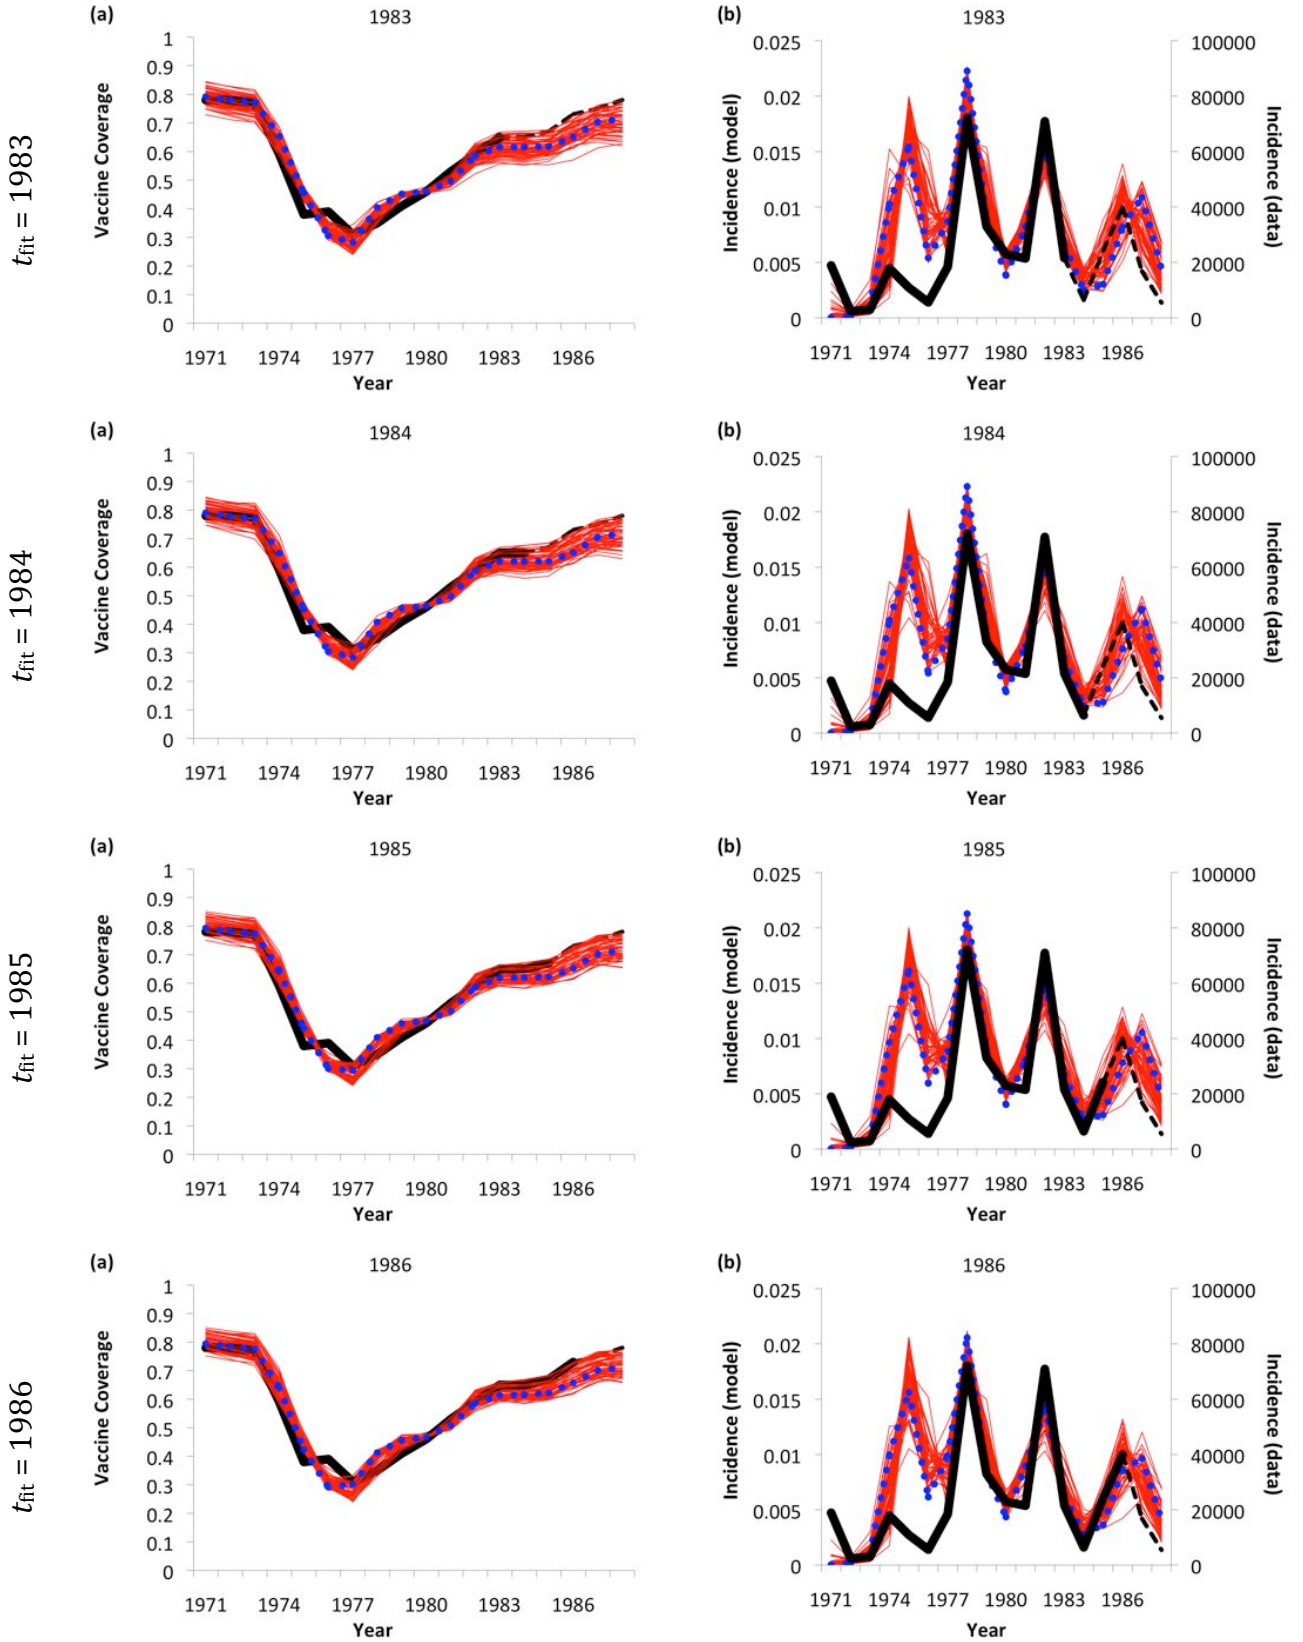 (a) 1983
1
0.9
0.8
0.7
0.6
0.5
0.4
0.3
0.2
0.1
0
Vaccine Coverage
1971 1974 1977 1980 1983 1986
Year
(b) 1983
0.025
0.02
0.015
0.01
0.005
0
Incidence (model)
100000
80000
60000
40000
20000
0
Incidence (data)
1971 1974 1977 1980 1983 1986
Year
tfit = 1983
(a) 1984
1
0.9
0.8
0.7
0.6
0.5
0.4
0.3
0.2
0.1
0
Vaccine Coverage
1971 1974 1977 1980 1983 1986
Year
(b) 1984
0.025
0.02
0.015
0.01
0.005
0
Incidence (model)
100000
80000
60000
40000
20000
0
Incidence (data)
1971 1974 1977 1980 1983 1986
Year
tfit = 1984
(a) 1985
1
0.9
0.8
0.7
0.6
0.5
0.4
0.3
0.2
0.1
0
Vaccine Coverage
1971 1974 1977 1980 1983 1986
Year
(b) 1985
0.025
0.02
0.015
0.01
0.005
0
Incidence (model)
100000
80000
60000
40000
20000
0
Incidence (data)
1971 1974 1977 1980 1983 1986
Year
tfit = 1985
(a) 1986
1
0.9
0.8
0.7
0.6
0.5
0.4
0.3
0.2
0.1
0
Vaccine Coverage
1971 1974 1977 1980 1983 1986
Year
(b) 1986
0.025
0.02
0.015
0.01
0.005
0
Incidence (model)
100000
80000
60000
40000
20000
0
Incidence (data)
1971 1974 1977 1980 1983 1986
Year
tfit = 1986